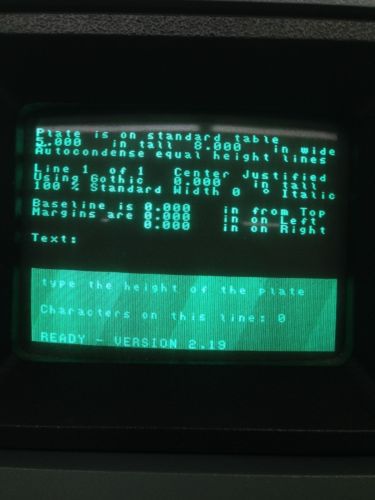 Plate is on standard table
5.000 in tall 8.000 in wide
Autocondense equal height lines
Line 1 of 1 Center Justified
Using Gothic 0.000 in tall
100 % Standard Width 0 % Italic
Baseline is 0.000 in from Top
Margins are 0.000 in on Left
0.000 in on Right
Text:
type the height of the plate
Characters on this line: 0
READY - VERSION 2.19